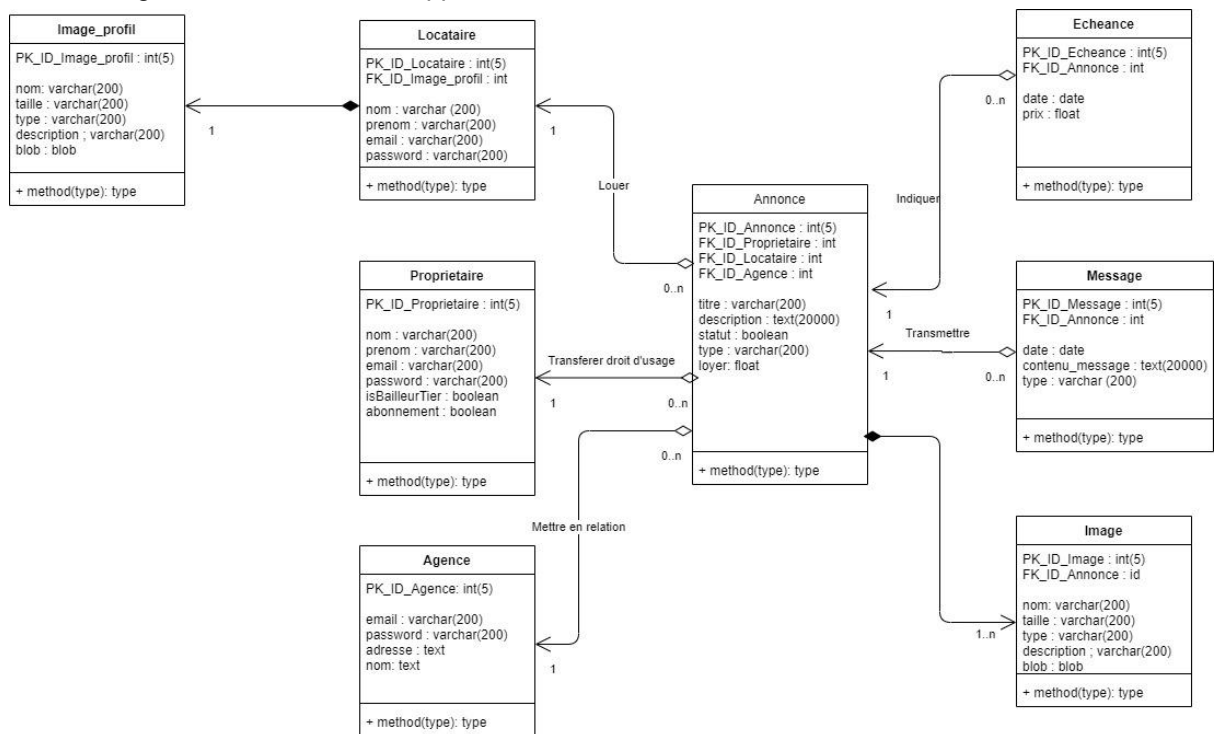 Image_profil
PK_ID_Image_profil : int(5)
nom: varchar(200)
taille : varchar(200)
type : varchar(200)
description ; varchar(200)
blob : blob
+ method(type): type
1
Locataire
PK_ID_Locataire : int(5)
FK_ID_Image_profil : int
nom : varchar (200)
prenom : varchar(200)
email : varchar(200)
password : varchar(200)
+ method(type): type
1
Louer
0..n
Echeance
PK_ID_Echeance : int(5)
FK_ID_Annonce : int
date : date
prix : float
+ method(type): type
0..n
Indiquer
1
Annonce
PK_ID_Annonce : int(5)
FK_ID_Proprietaire : int
FK_ID_Locataire : int
FK_ID_Agence : int
titre : varchar(200)
description : text(20000)
statut : boolean
type : varchar(200)
loyer: float
+ method(type): type
Proprietaire
PK_ID_Proprietaire : int(5)
nom : varchar(200)
prenom : varchar(200)
email : varchar(200)
password : varchar(200)
isBailleurTier : boolean
abonnement : boolean
+ method(type): type
Transferer droit d'usage
1
0..n
0..n
Message
PK_ID_Message : int(5)
FK_ID_Annonce : int
date : date
contenu_message : text(20000)
type : varchar (200)
+ method(type): type
Transmettre
1
0..n
Mettre en relation
Agence
PK_ID_Agence: int(5)
email : varchar(200)
password : varchar(200)
adresse : text
nom: text
+ method(type): type
1
Image
PK_ID_Image : int(5)
FK_ID_Annonce : id
nom: varchar(200)
taille : varchar(200)
type : varchar(200)
description ; varchar(200)
blob : blob
+ method(type): type
1..n